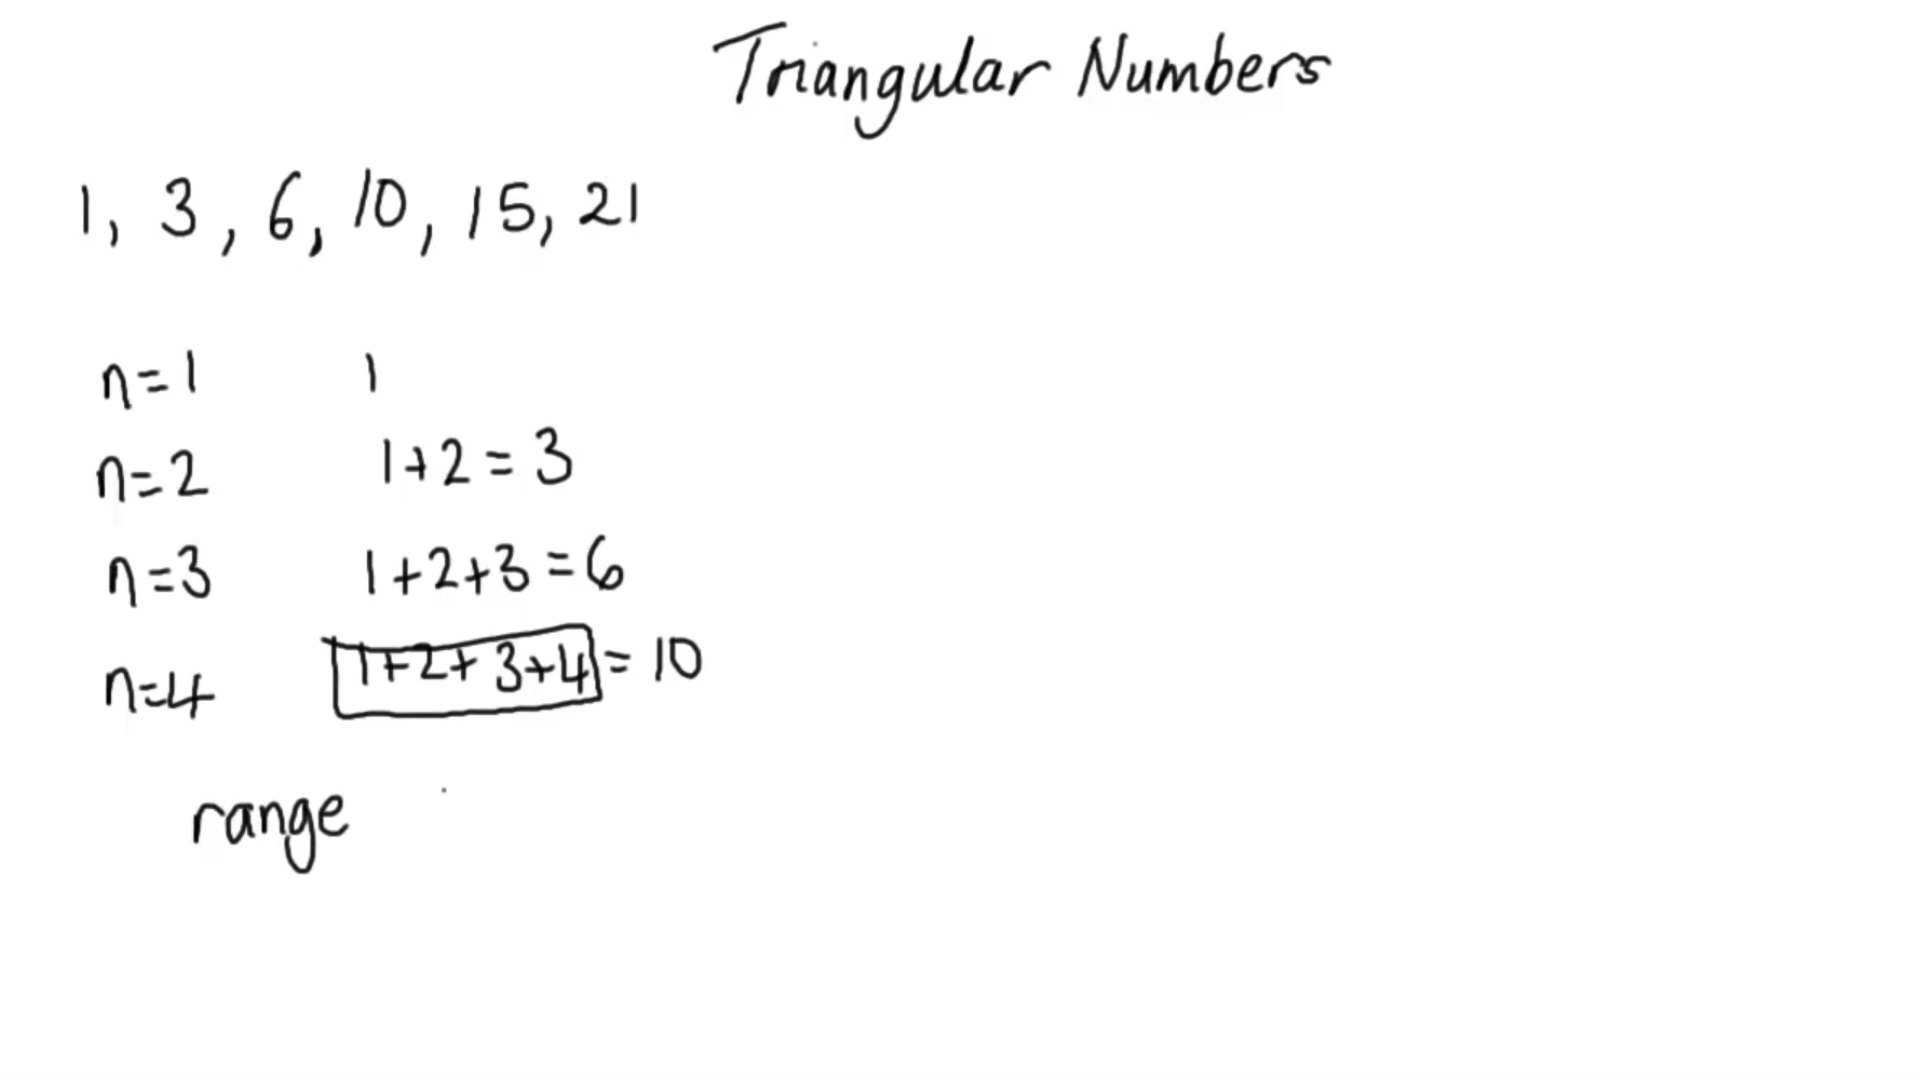 Triangular Numbers
1, 3, 6, 10, 15, 21
n=1 1
n=2 1+2=3
n=3 1+2+3=6
n=4 1+2+3+4=10
range